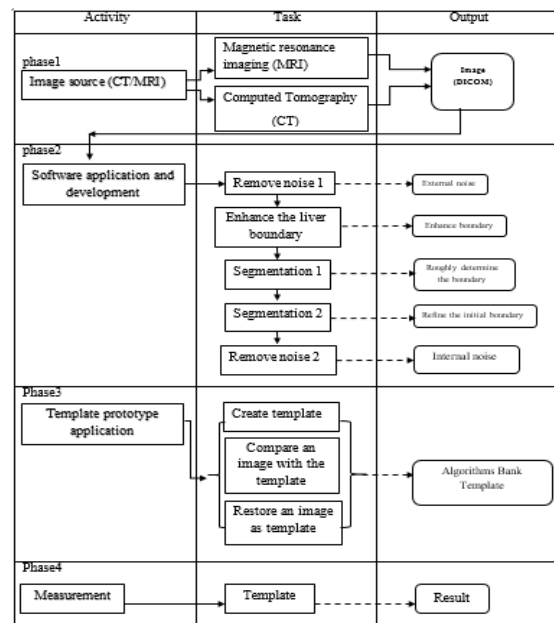 Activity
Task
Output
phase1
Image source (CT/MRI)
Magnetic resonance
imaging (MRI)
Computed Tomography
(CT)
Image
(DICOM)
phase2
Software application and
development
Remove noise 1
External noise
Enhance the liver
boundary
Enhance boundary
Segmentation 1
Roughly determine
the boundary
Segmentation 2
Refine the initial boundary
Remove noise 2
Internal noise
Phase3
Template prototype
application
Create template
Compare an
image with the
template
Restore an image
as template
Algorithms Bank
Template
Phase4
Measurement
Template
Result